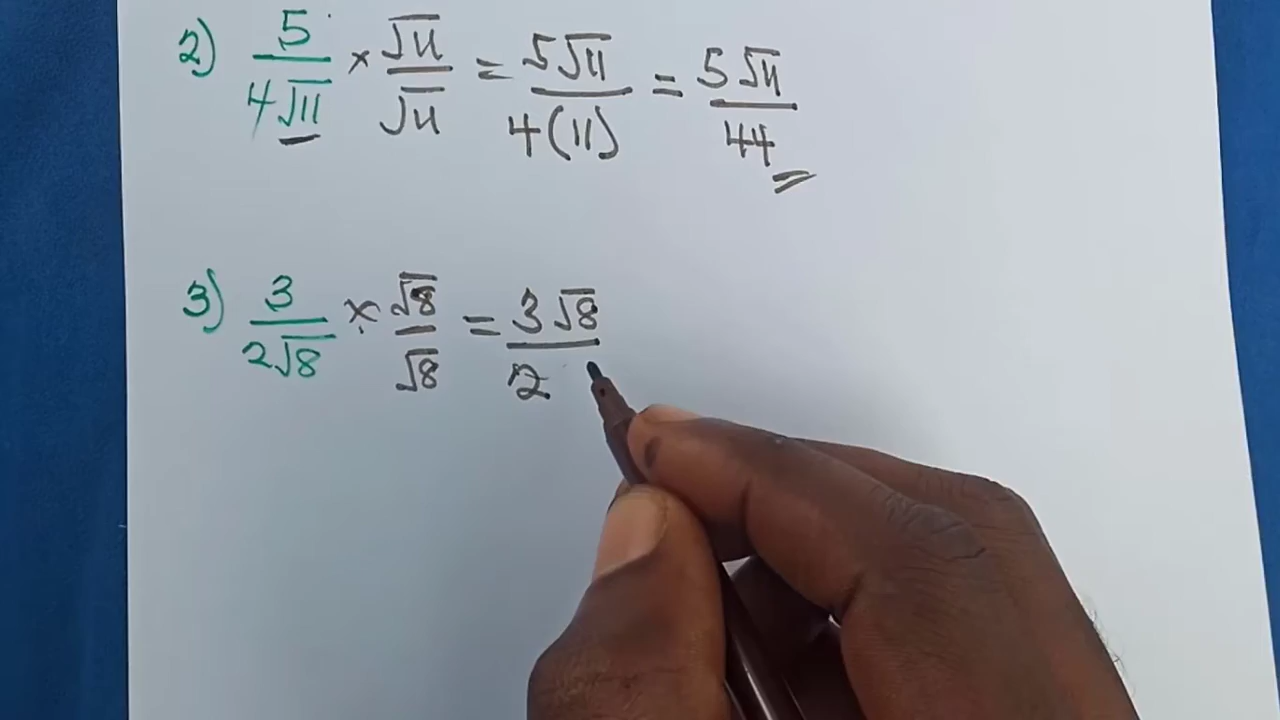 2) 5/4√11 × √11/√11 = 5√11/4(11) = 5√11/44
3) 3/2√8 × √8/√8 = 3√8/2